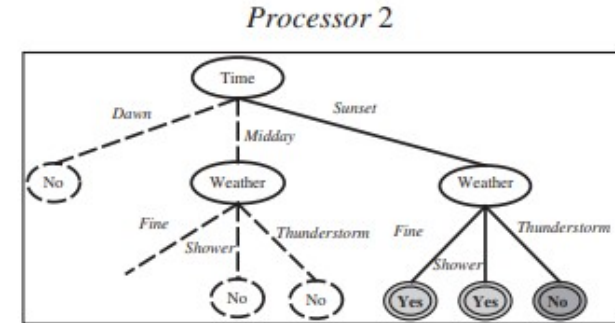 Processor 2
Time
Dawn
Midday
Sunset
No
Weather
Weather
Fine
Shower
Thunderstorm
Fine
Shower
Thunderstorm
No
No
Yes
Yes
No